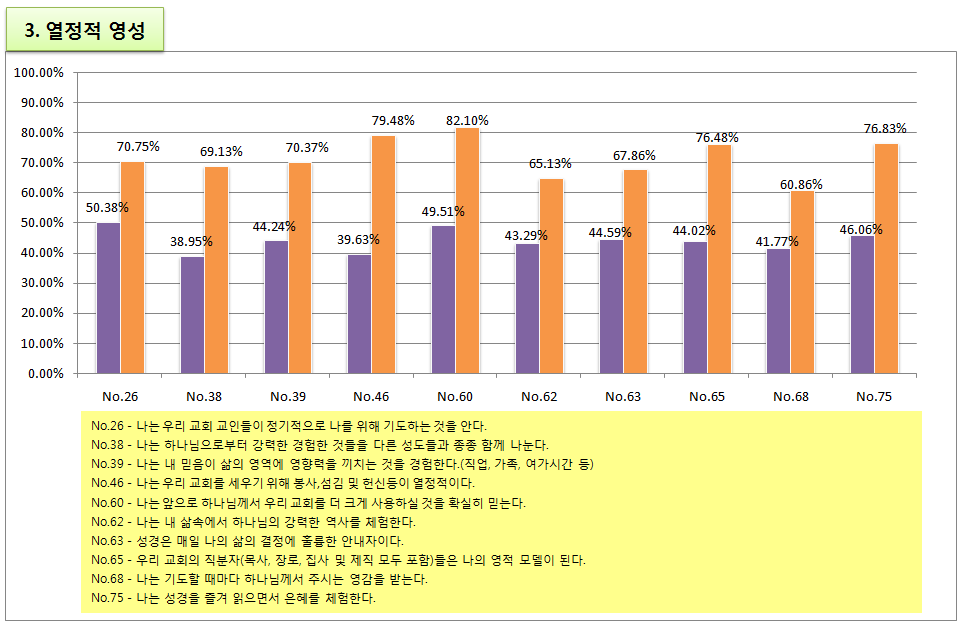 3. 열정적 영성
100.00%
90.00%
80.00%
70.00%
60.00%
50.00%
40.00%
30.00%
20.00%
10.00%
0.00%
50.38%
70.75%
38.95%
69.13%
44.24%
70.37%
39.63%
79.48%
49.51%
82.10%
43.29%
65.13%
44.59%
67.86%
44.02%
76.48%
41.77%
60.86%
46.06%
76.83%
No.26 No.38 No.39 No.46 No.60 No.62 No.63 No.65 No.68 No.75
No.26 - 나는 우리 교회 교인들이 정기적으로 나를 위해 기도하는 것을 안다.
No.38 - 나는 하나님으로부터 강력한 경험한 것들을 다른 성도들과 종종 함께 나눈다.
No.39 - 나는 내 믿음이 삶의 영역에 영향력을 끼치는 것을 경험한다.(직업, 가족, 여가시간 등)
No.46 - 나는 우리 교회를 세우기 위해 봉사,섬김 및 헌신등이 열정적이다.
No.60 - 나는 앞으로 하나님께서 우리 교회를 더 크게 사용하실 것을 확실히 믿는다.
No.62 - 나는 내 삶속에서 하나님의 강력한 역사를 체험한다.
No.63 - 성경은 매일 나의 삶의 결정에 훌륭한 안내자이다.
No.65 - 우리 교회의 직분자(목사, 장로, 집사 및 제직 모두 포함)들은 나의 영적 모델이 된다.
No.68 - 나는 기도할 때마다 하나님께서 주시는 영감을 받는다.
No.75 - 나는 성경을 즐겨 읽으면서 은혜를 체험한다.